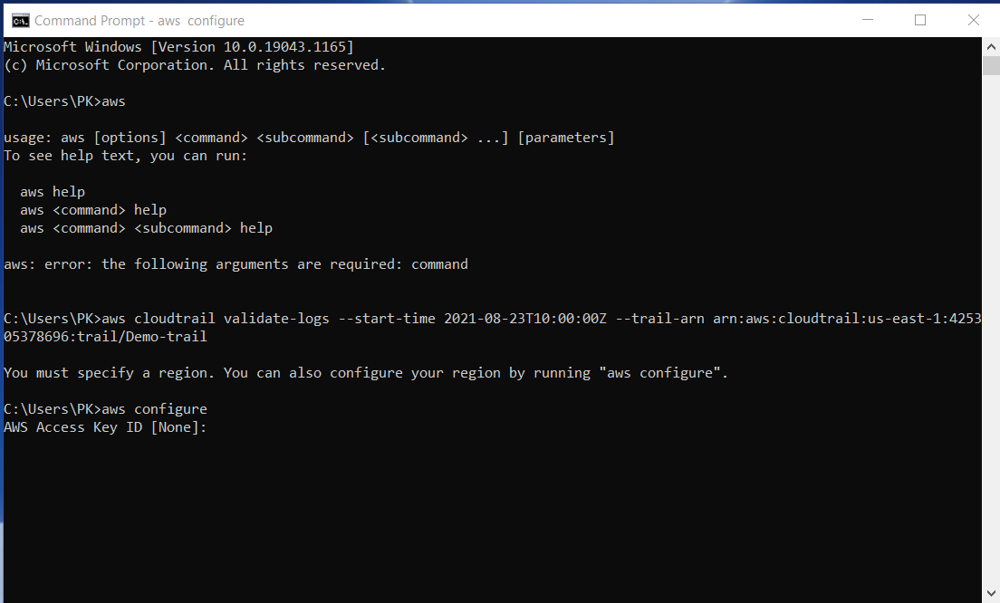 Command Prompt - aws  configure
Microsoft Windows [Version 10.0.19043.1165]
(c) Microsoft Corporation. All rights reserved.
C:\Users\PK>aws
usage: aws [options] <command> <subcommand> [<subcommand> ...] [parameters]
To see help text, you can run:
  aws help
  aws <command> help
  aws <command> <subcommand> help
aws: error: the following arguments are required: command
C:\Users\PK>aws cloudtrail validate-logs --start-time 2021-08-23T10:00:00Z --trail-arn arn:aws:cloudtrail:us-east-1:4253
05378696:trail/Demo-trail
You must specify a region. You can also configure your region by running "aws configure".
C:\Users\PK>aws configure
AWS Access Key ID [None]: